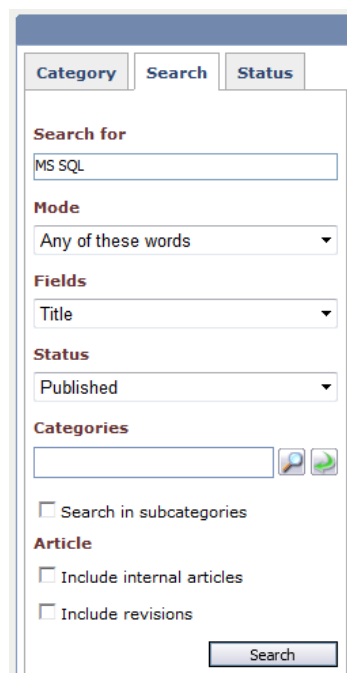 Category Search Status
Search for
MS SQL
Mode
Any of these words
Fields
Title
Status
Published
Categories
Search in subcategories
Article
Include internal articles
Include revisions
Search